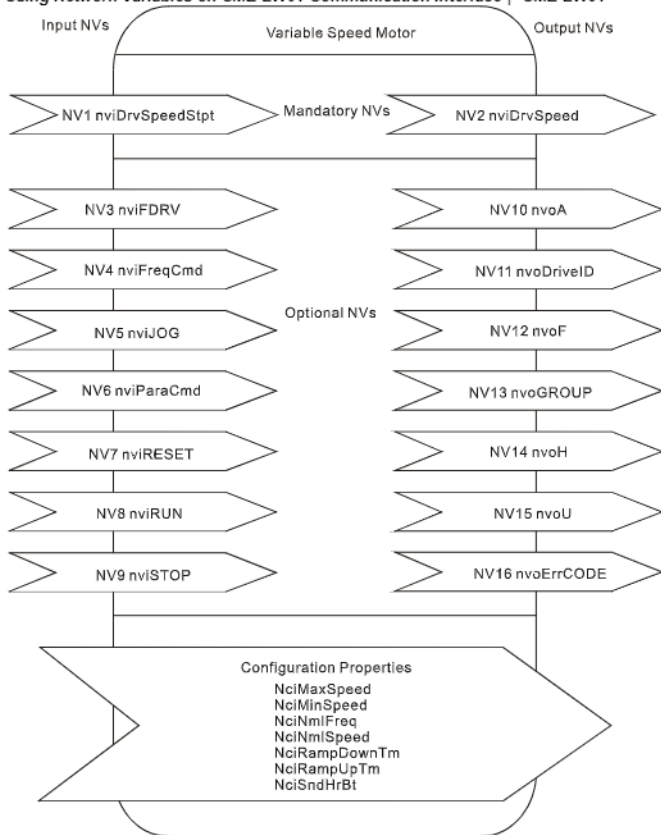 Using Network Variables on CME-LW01 Communication Interface | CME-LW01
Input NVs
Variable Speed Motor
Output NVs
NV1 nviDrvSpeedStpt
Mandatory NVs
NV2 nviDrvSpeed
NV3 nviFDRV
NV10 nvoA
NV4 nviFreqCmd
NV11 nvoDriveID
Optional NVs
NV5 nviJOG
NV12 nvoF
NV6 nviParaCmd
NV13 nvoGROUP
NV7 nviRESET
NV14 nvoH
NV8 nviRUN
NV15 nvoU
NV9 nviSTOP
NV16 nvoErrCODE
Configuration Properties
NciMaxSpeed
NciMinSpeed
NciNmlFreq
NciNmlSpeed
NciRampDownTm
NciRampUpTm
NciSndHrBt